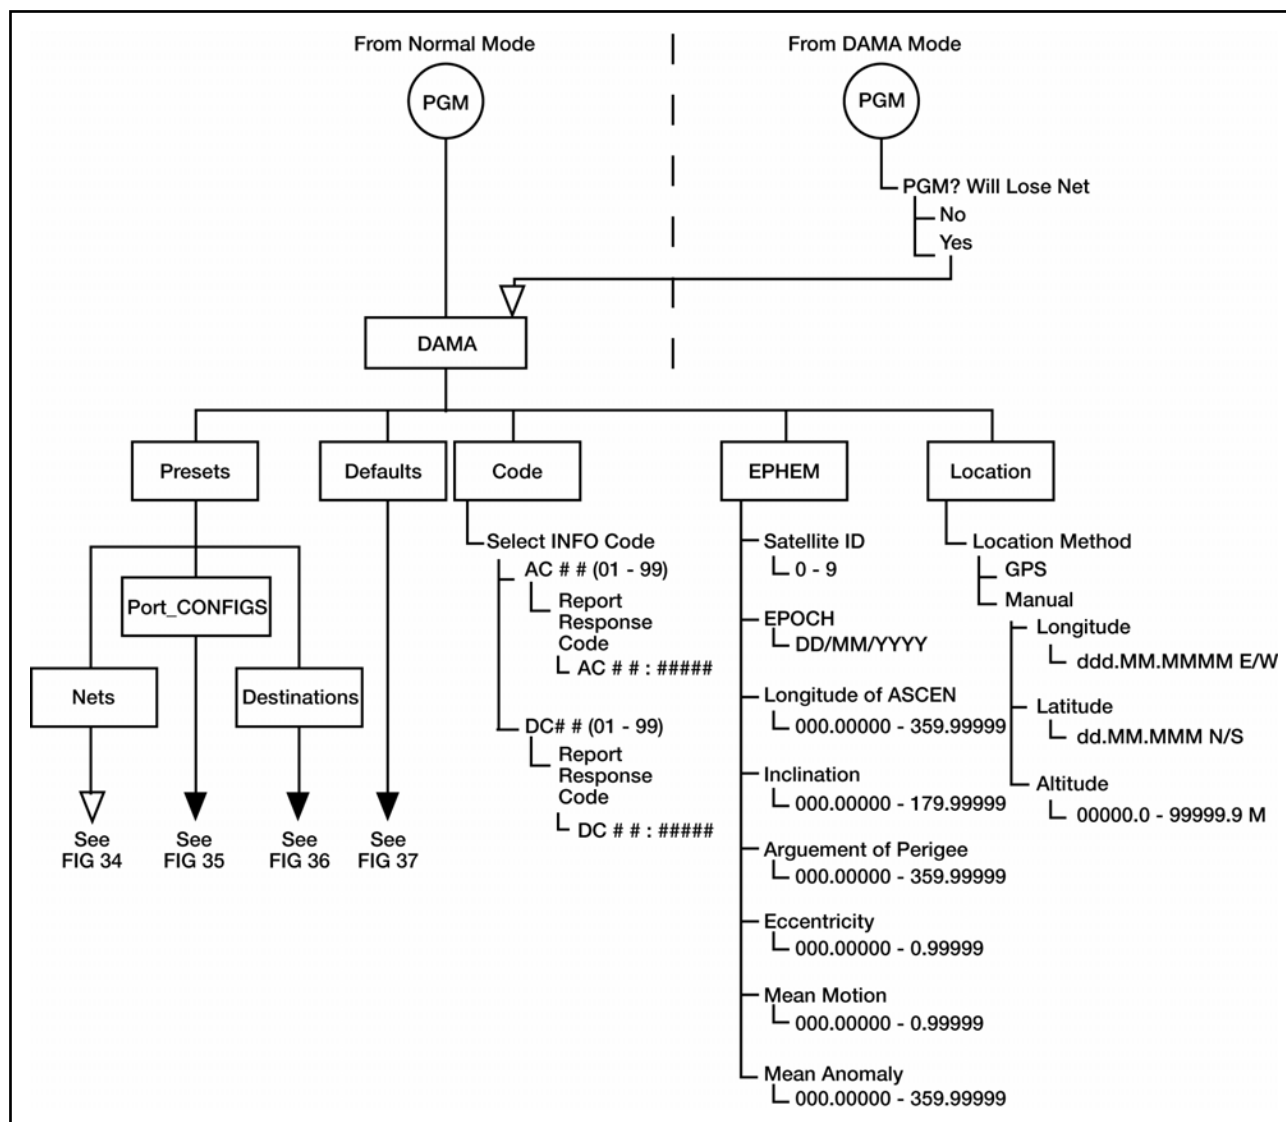 From Normal Mode
From DAMA Mode
PGM
PGM
PGM? Will Lose Net
No
Yes
DAMA
Presets
Defaults
Code
EPHEM
Location
Port_CONFIGS
Nets
Destinations
See
FIG 34
See
FIG 35
See
FIG 36
See
FIG 37
Select INFO Code
AC # # (01 - 99)
Report
Response
Code
AC # # : #####
DC# # (01 - 99)
Report
Response
Code
DC # # : #####
Satellite ID
0 - 9
EPOCH
DD/MM/YYYY
Longitude of ASCEN
000.00000 - 359.99999
Inclination
000.00000 - 179.99999
Arguement of Perigee
000.00000 - 359.99999
Eccentricity
000.00000 - 0.99999
Mean Motion
000.00000 - 0.99999
Mean Anomaly
000.00000 - 359.99999
Location Method
GPS
Manual
Longitude
ddd.MM.MMMM E/W
Latitude
dd.MM.MMM N/S
Altitude
00000.0 - 99999.9 M